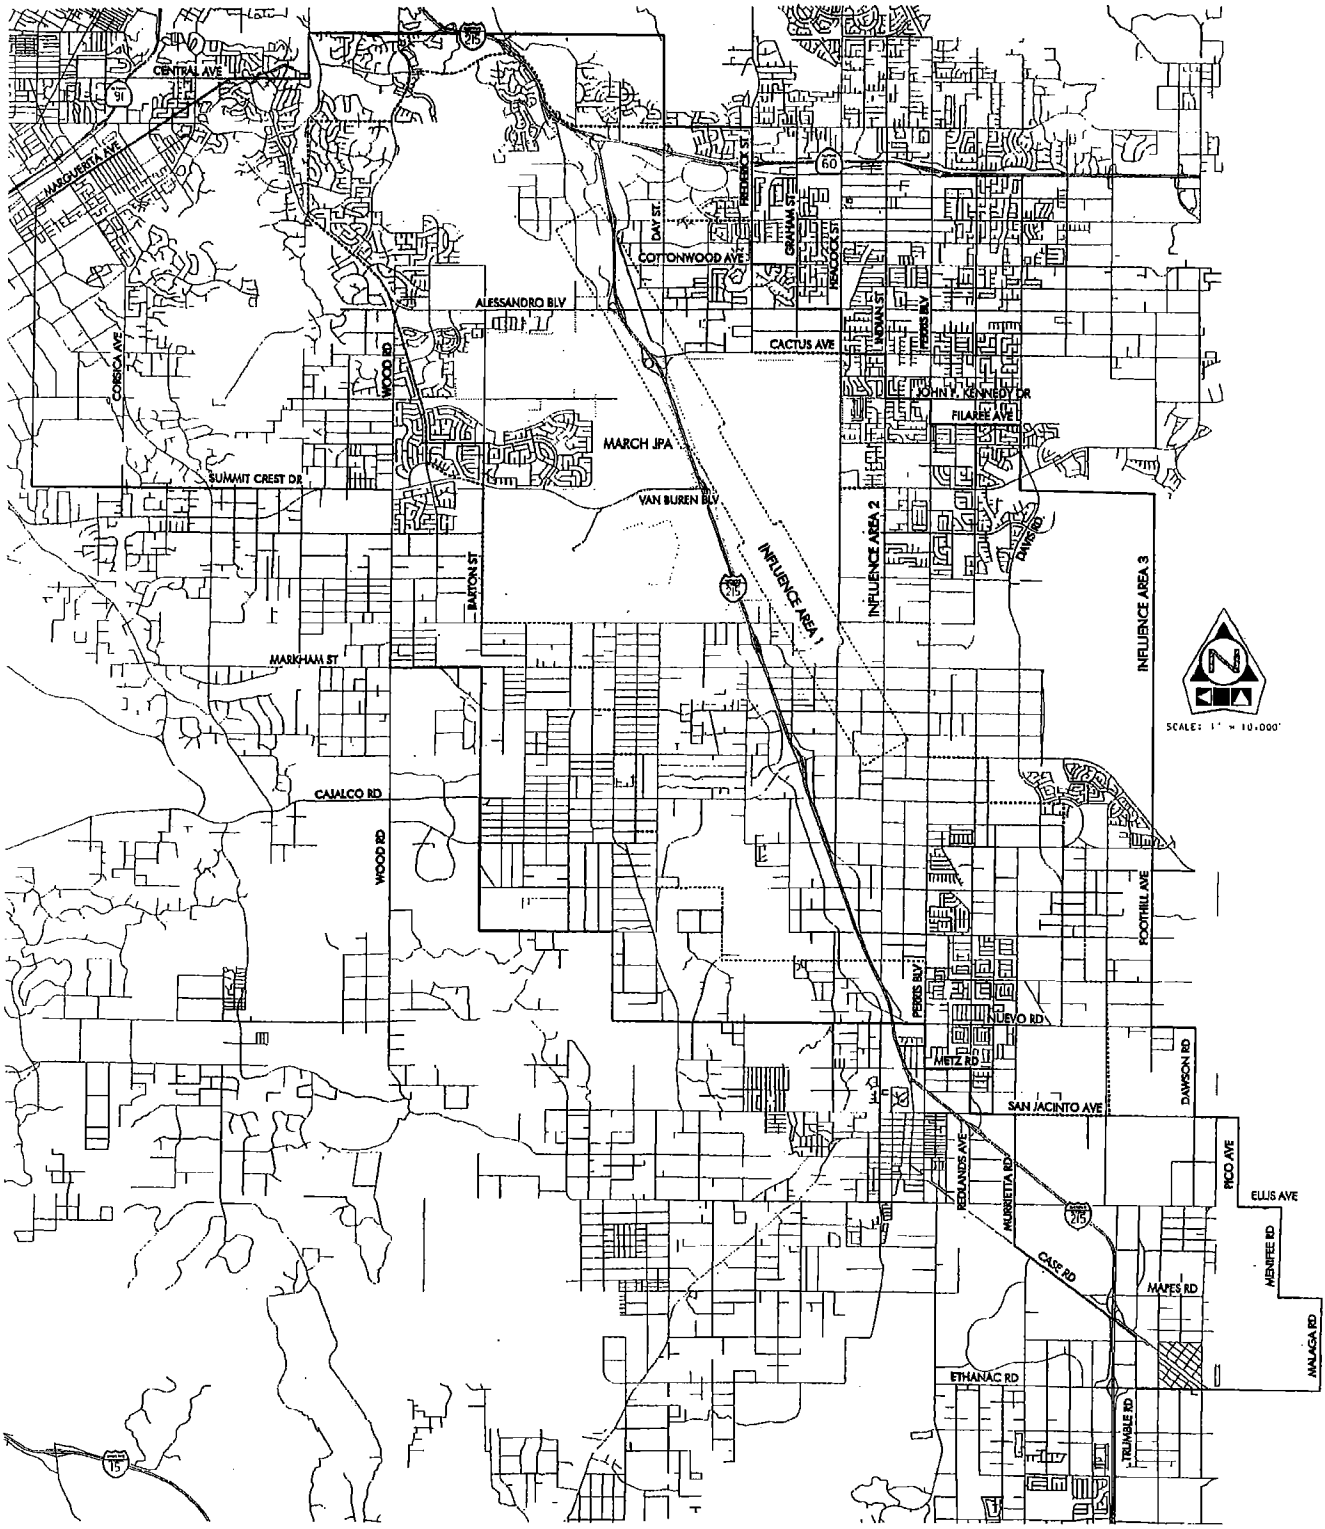 215
CENTRAL AVE
91
MARGUERITA AVE
FREDERICK ST
60
DAY ST
GRAHAM ST
HEACOCK ST
COTTONWOOD AVE
ALESSANDRO BLV
INDIAN ST
PERRIS BLV
CORSICA AVE
WOOD RD
CACTUS AVE
JOHN F. KENNEDY DR
FILAREE AVE
MARCH JPA
SUMMIT CREST DR
VAN BUREN BLV
INFLUENCE AREA 2
DAVIS RD
BARTON ST
215
INFLUENCE AREA 1
INFLUENCE AREA 3
N
MARKHAM ST
SCALE: 1" = 10,000'
CAJALCO RD
WOOD RD
FOOTHILL AVE
PERRIS BLV
NUEVO RD
METZ RD
DAWSON RD
SAN JACINTO AVE
REDLANDS AVE
MURRIETTA RD
PICO AVE
ELLIS AVE
215
MENIFEE RD
CASE RD
MAPES RD
MALAGA RD
ETHANAC RD
TRUMBLE RD
15